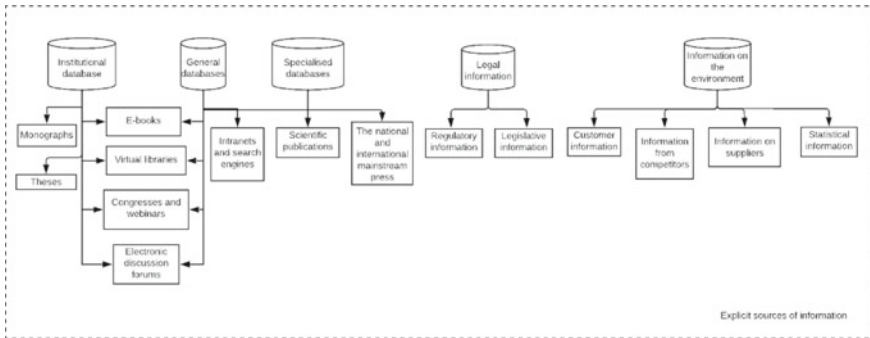 Institutional
database
General
databases
Specialised
databases
Legal
information
Information on
the
environment
Monographs
Theses
E-books
Virtual libraries
Congresses and
webinars
Electronic
discussion
forums
Intranets
and search
engines
Scientific
publications
The national
and
international
mainstream
press
Regulatory
information
Legislative
information
Customer
information
Information
from
competitors
Information on
suppliers
Statistical
information
Explicit sources of information